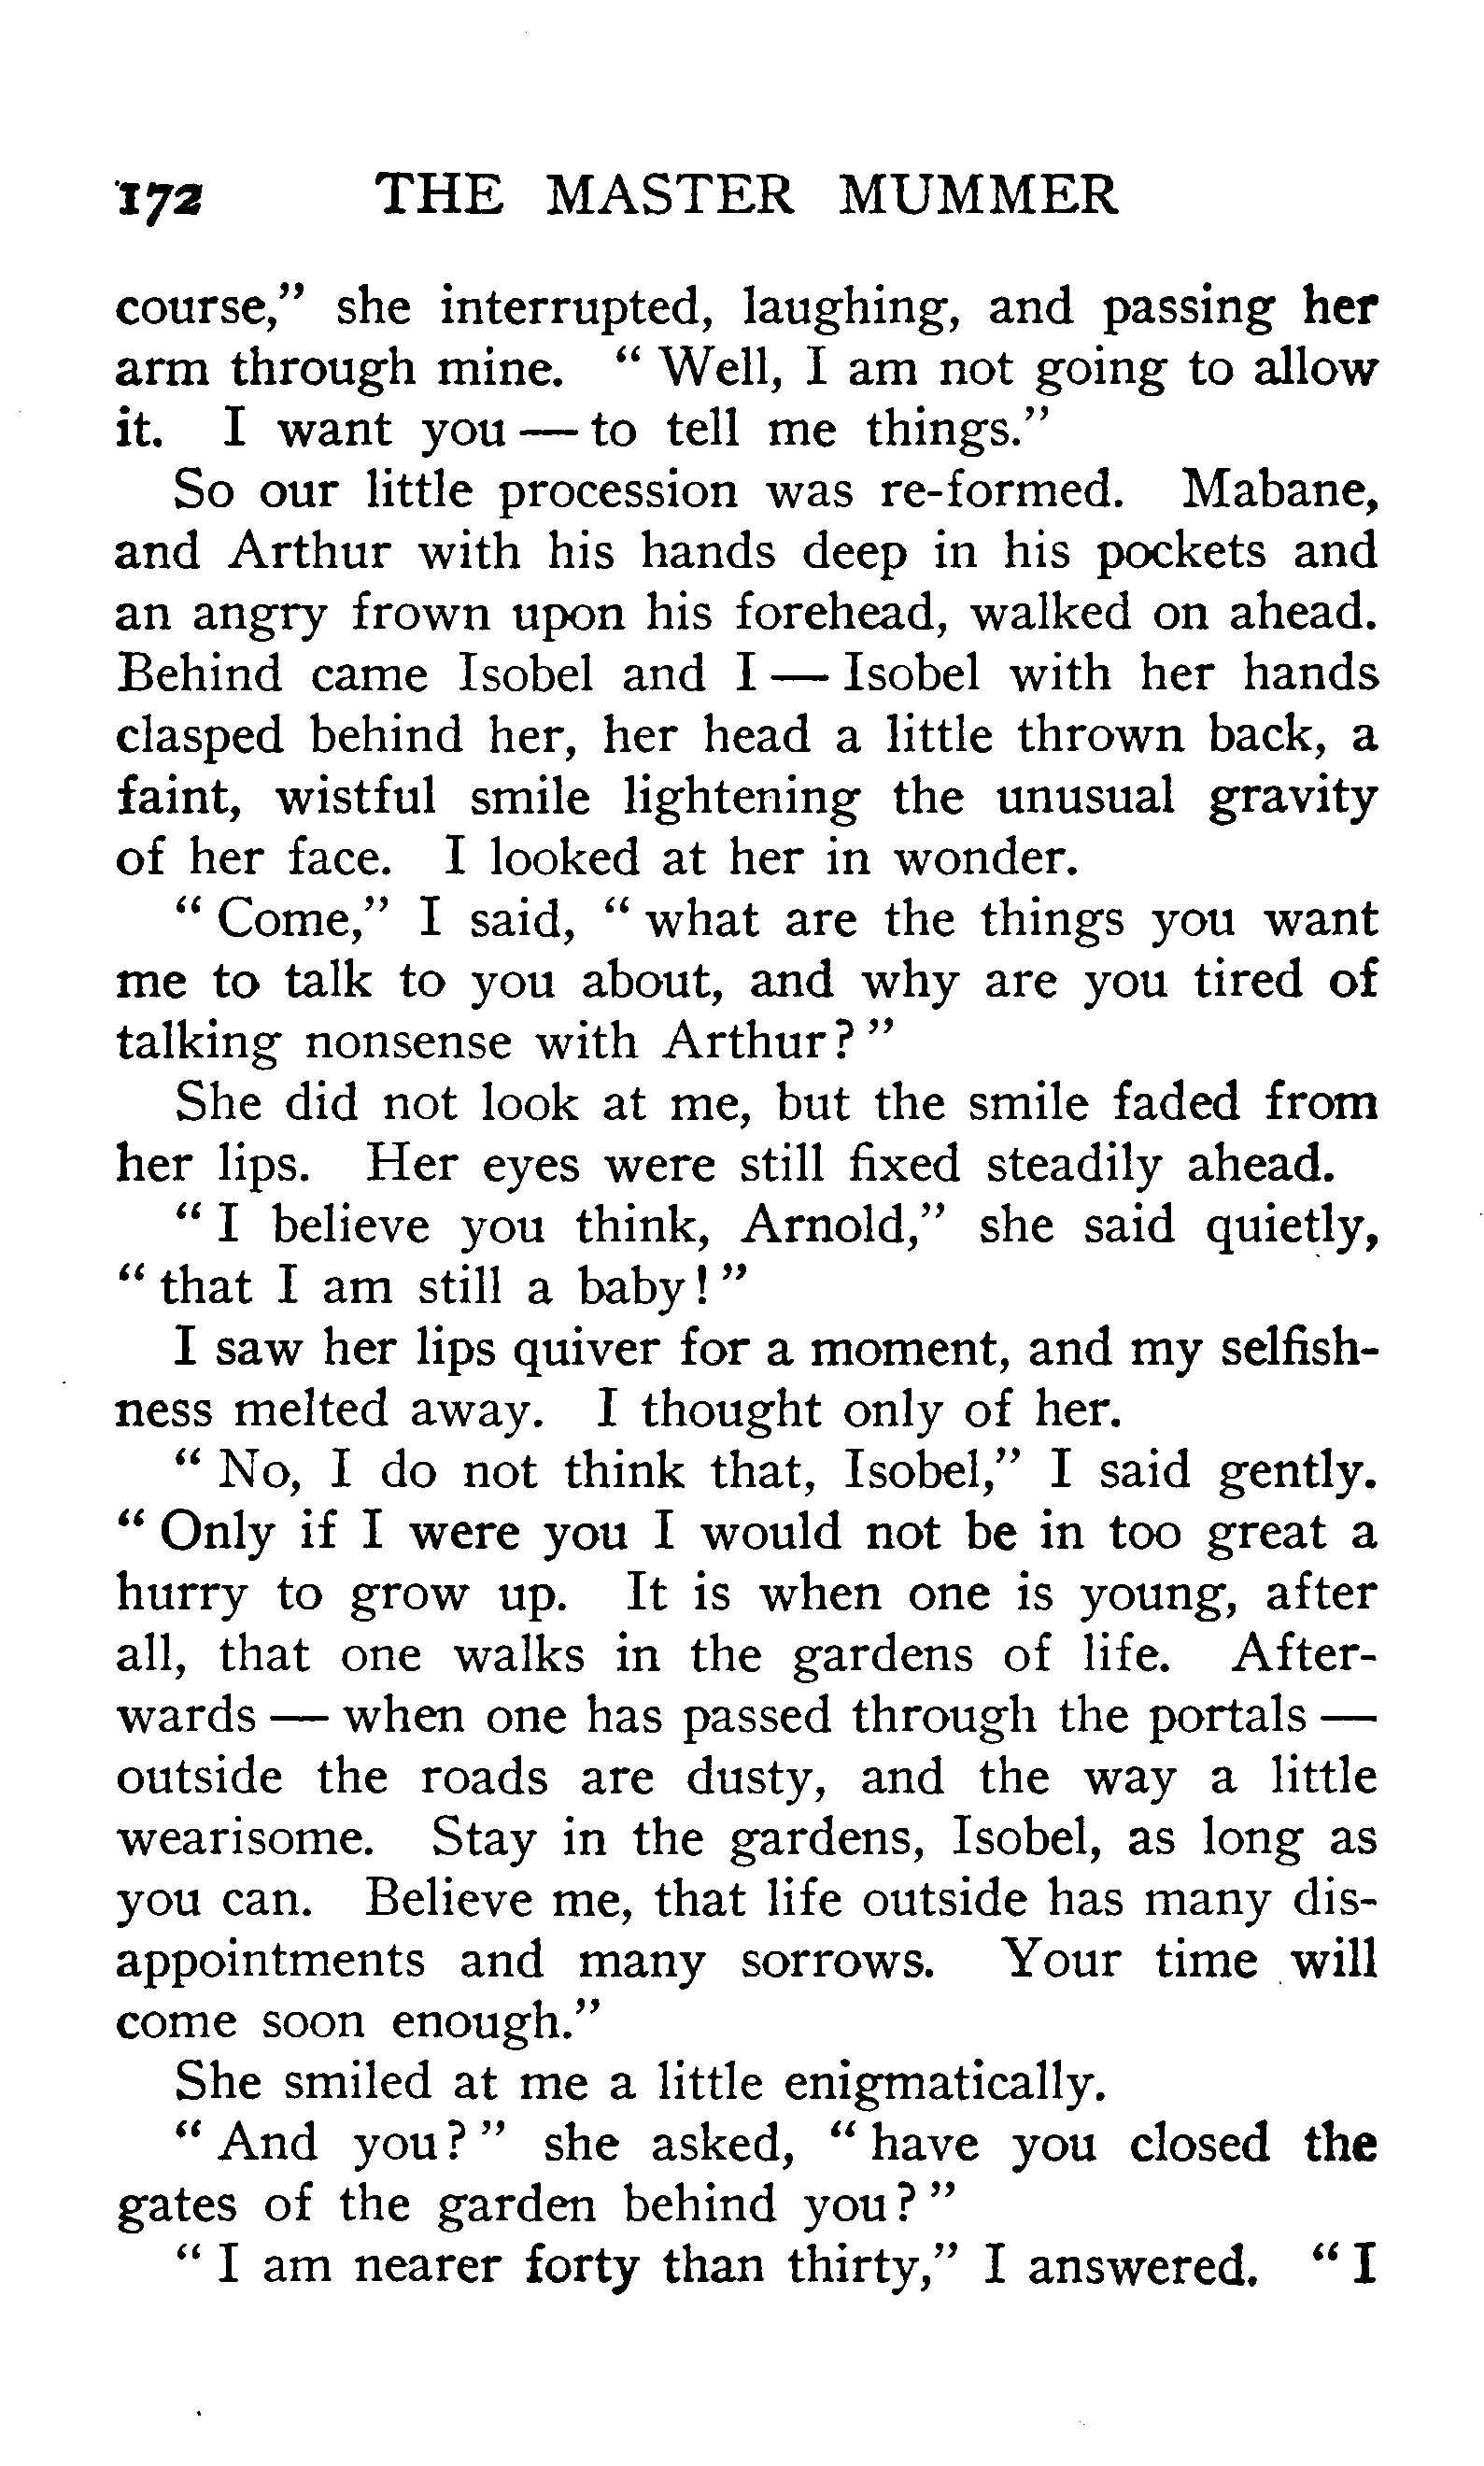 172 THE MASTER MUMMER
course," she interrupted, laughing, and passing her
arm through mine. "Well, I am not going to allow
it. I want you — to tell me things."
So our little procession was re-formed. Mabane,
and Arthur with his hands deep in his pockets and
an angry frown upon his forehead, walked on ahead.
Behind came Isobel and I — Isobel with her hands
clasped behind her, her head a little thrown back, a
faint, wistful smile lightening the unusual gravity
of her face. I looked at her in wonder.
"Come," I said, "what are the things you want
me to talk to you about, and why are you tired of
talking nonsense with Arthur?"
She did not look at me, but the smile faded from
her lips. Her eyes were still fixed steadily ahead.
"I believe you think, Arnold," she said quietly,
"that I am still a baby!"
I saw her lips quiver for a moment, and my selfish-
ness melted away. I thought only of her.
"No, I do not think that, Isobel," I said gently.
"Only if I were you I would not be in too great a
hurry to grow up. It is when one is young, after
all, that one walks in the gardens of life. After-
wards — when one has passed through the portals —
outside the roads are dusty, and the way a little
wearisome. Stay in the gardens, Isobel, as long as
you can. Believe me, that life outside has many dis-
appointments and many sorrows. Your time will
come soon enough."
She smiled at me a little enigmatically.
"And you?" she asked, "have you closed the
gates of the garden behind you?"
"I am nearer forty than thirty," I answered. "I